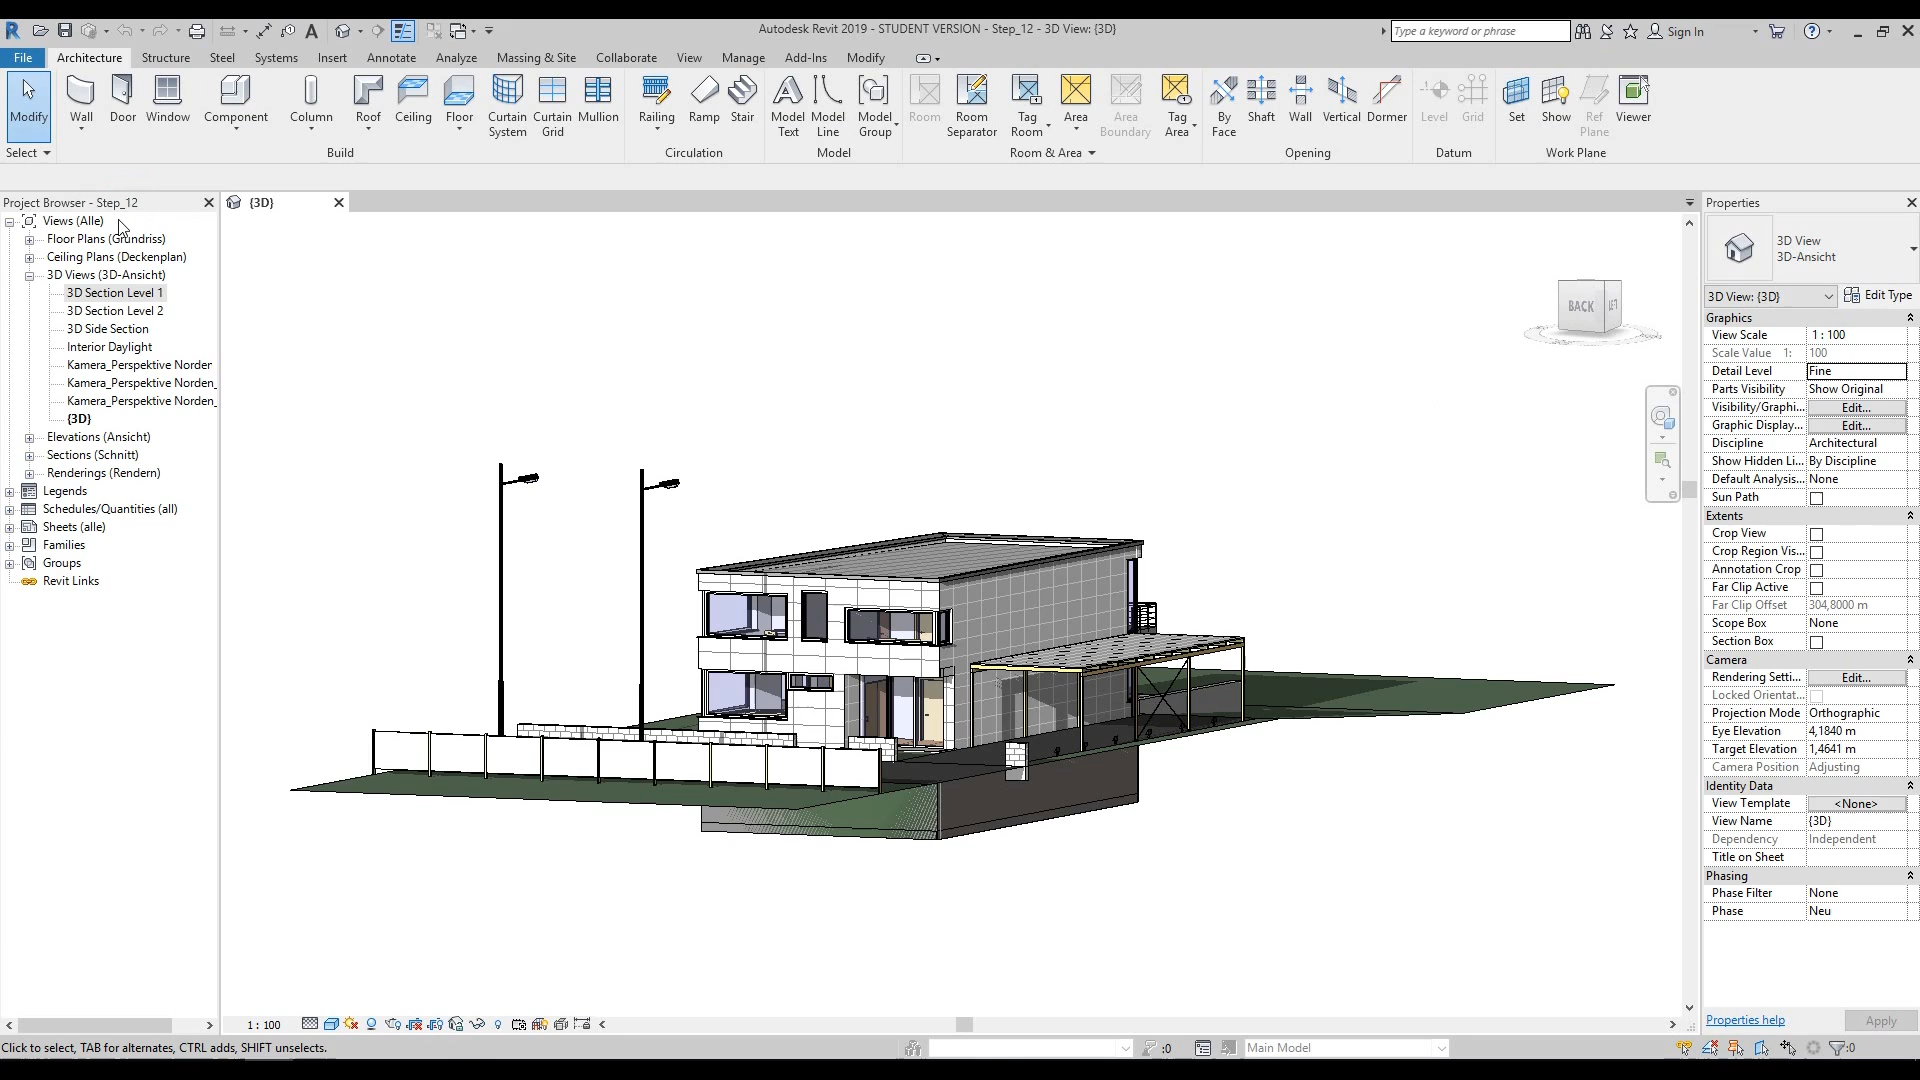 Autodesk Revit 2019 - STUDENT VERSION - Step_12 - 3D View: {3D}
Type a keyword or phrase
Sign In
File Architecture Structure Steel Systems Insert Annotate Analyze Massing & Site Collaborate View Manage Add-Ins Modify
Modify Wall Door Window Component Column Roof Ceiling Floor Curtain System Curtain Grid Mullion Railing Ramp Stair Model Text Model Line Model Group Room Room Separator Tag Room Area Area Boundary Tag Area By Face Shaft Wall Vertical Dormer Level Grid Set Show Ref Plane Viewer
Select Build Circulation Model Room & Area Opening Datum Work Plane
Project Browser - Step_12
Views (Alle)
Floor Plans (Grundriss)
Ceiling Plans (Deckenplan)
3D Views (3D-Ansicht)
3D Section Level 1
3D Section Level 2
3D Side Section
Interior Daylight
Kamera_Perspektive Norden
Kamera_Perspektive Norden_
Kamera_Perspektive Norden_
{3D}
Elevations (Ansicht)
Sections (Schnitt)
Renderings (Rendern)
Legends
Schedules/Quantities (all)
Sheets (alle)
Families
Groups
Revit Links
{3D}
BACK
LEFT
1 : 100
Properties
3D View
3D-Ansicht
3D View: {3D} Edit Type
Graphics
View Scale 1 : 100
Scale Value 1: 100
Detail Level Fine
Parts Visibility Show Original
Visibility/Graphi... Edit...
Graphic Display... Edit...
Discipline Architectural
Show Hidden Li... By Discipline
Default Analysis... None
Sun Path
Extents
Crop View
Crop Region Vis...
Annotation Crop
Far Clip Active
Far Clip Offset 304,8000 m
Scope Box None
Section Box
Camera
Rendering Setti... Edit...
Locked Orientat...
Projection Mode Orthographic
Eye Elevation 4,1840 m
Target Elevation 1,4641 m
Camera Position Adjusting
Identity Data
View Template <None>
View Name {3D}
Dependency Independent
Title on Sheet
Phasing
Phase Filter None
Phase Neu
Properties help Apply
Click to select, TAB for alternates, CTRL adds, SHIFT unselects.
:0
Main Model
:0